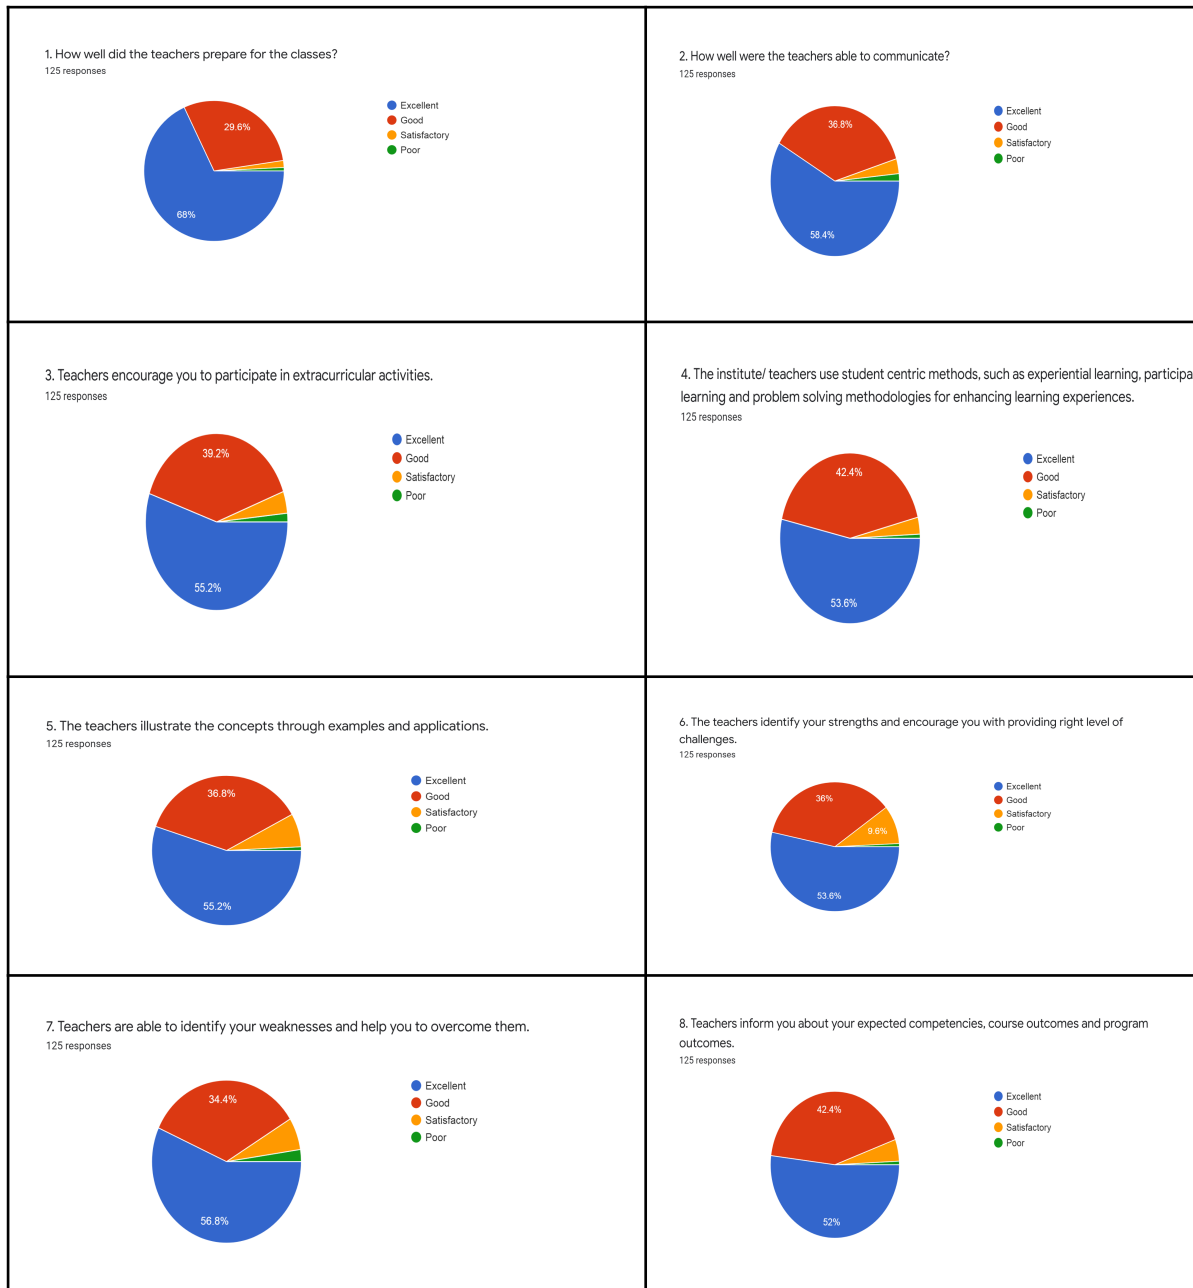 1. How well did the teachers prepare for the classes?
125 responses
Excellent
Good
Satisfactory
Poor
29.6%
68%
2. How well were the teachers able to communicate?
125 responses
Excellent
Good
Satisfactory
Poor
36.8%
58.4%
3. Teachers encourage you to participate in extracurricular activities.
125 responses
Excellent
Good
Satisfactory
Poor
39.2%
55.2%
4. The institute/ teachers use student centric methods, such as experiential learning, participa
learning and problem solving methodologies for enhancing learning experiences.
125 responses
Excellent
Good
Satisfactory
Poor
42.4%
53.6%
5. The teachers illustrate the concepts through examples and applications.
125 responses
Excellent
Good
Satisfactory
Poor
36.8%
55.2%
6. The teachers identify your strengths and encourage you with providing right level of
challenges.
125 responses
Excellent
Good
Satisfactory
Poor
36%
9.6%
53.6%
7. Teachers are able to identify your weaknesses and help you to overcome them.
125 responses
Excellent
Good
Satisfactory
Poor
34.4%
56.8%
8. Teachers inform you about your expected competencies, course outcomes and program
outcomes.
125 responses
Excellent
Good
Satisfactory
Poor
42.4%
52%